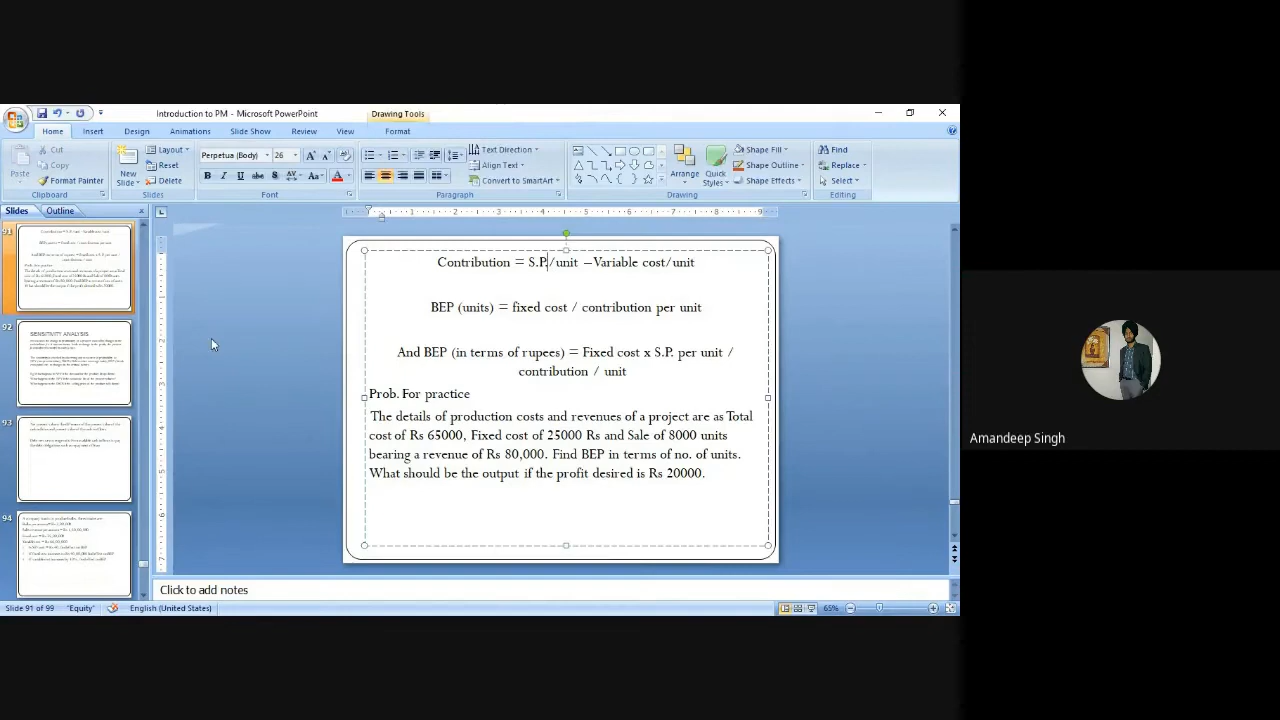 Introduction to PM - Microsoft PowerPoint
Drawing Tools
Home
Insert
Design
Animations
Slide Show
Review
View
Format
Paste
Cut
Copy
Format Painter
Clipboard
New
Slide
Layout
Reset
Delete
Slides
Perpetua (Body)
26
Font
Text Direction
Align Text
Convert to SmartArt
Paragraph
Arrange
Quick
Styles
Shape Fill
Shape Outline
Shape Effects
Drawing
Find
Replace
Select
Editing
Slides
Outline
91
92
SENSITIVITY ANALYSIS
93
94
Contribution = S.P./unit –Variable cost/unit
BEP (units) = fixed cost / contribution per unit
And BEP (in terms of rupees) = Fixed cost x S.P. per unit /
contribution / unit
Prob. For practice
The details of production costs and revenues of a project are as Total
cost of Rs 65000, Fixed cost of 25000 Rs and Sale of 8000 units
bearing a revenue of Rs 80,000. Find BEP in terms of no. of units.
What should be the output if the profit desired is Rs 20000.
Click to add notes
Slide 91 of 99
"Equity"
English (United States)
65%
Amandeep Singh